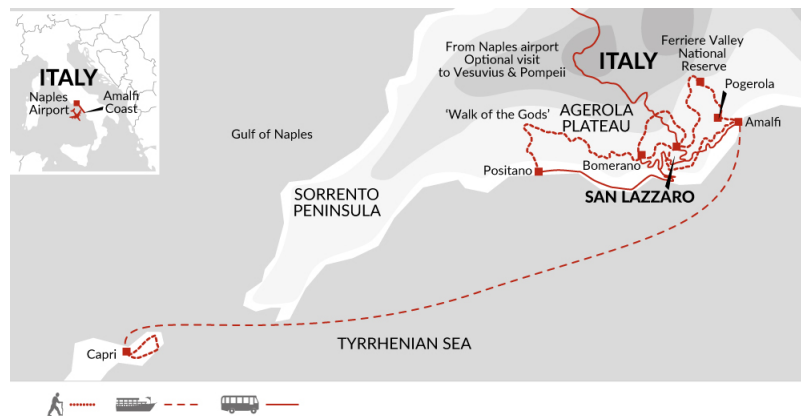 ITALY
Naples
Airport
Amalfi
Coast
From Naples airport
Optional visit
to Vesuvius & Pompeii
ITALY
Ferriere Valley
National
Reserve
Pogerola
Gulf of Naples
'Walk of the Gods'
AGEROLA
PLATEAU
Amalfi
Positano
Bomerano
SAN LAZZARO
SORRENTO
PENINSULA
TYRRHENIAN SEA
Capri